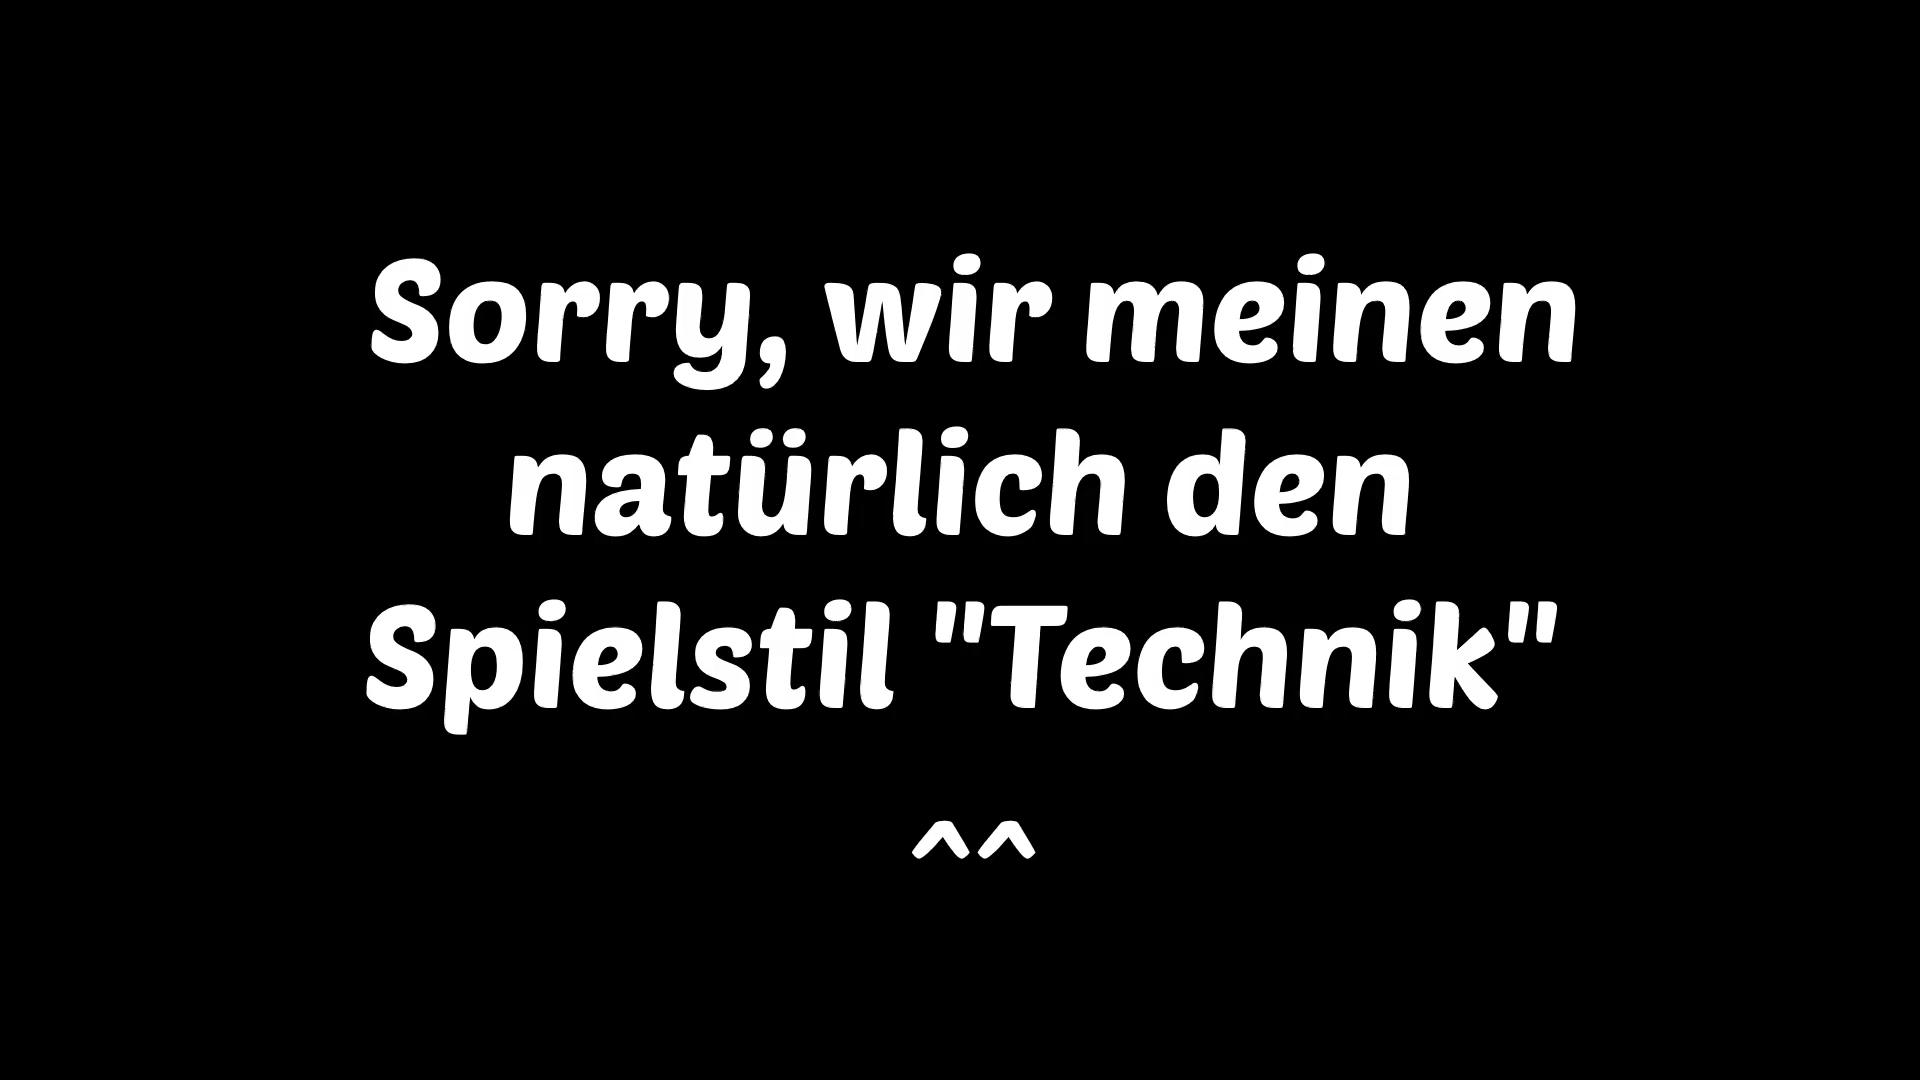 Sorry, wir meinen
natürlich den
Spielstil "Technik"
^^